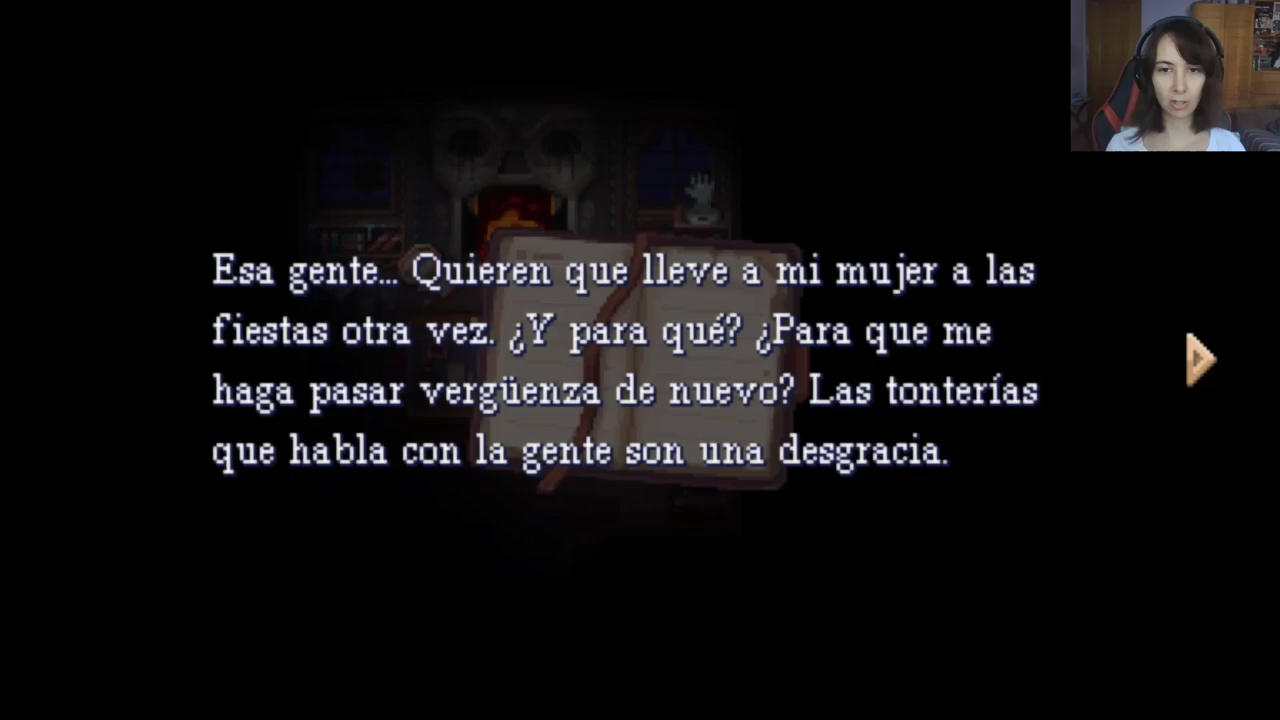 Esa gente... Quieren que lleve a mi mujer a las
fiestas otra vez. ¿Y para qué? ¿Para que me
haga pasar vergüenza de nuevo? Las tonterías
que habla con la gente son una desgracia.